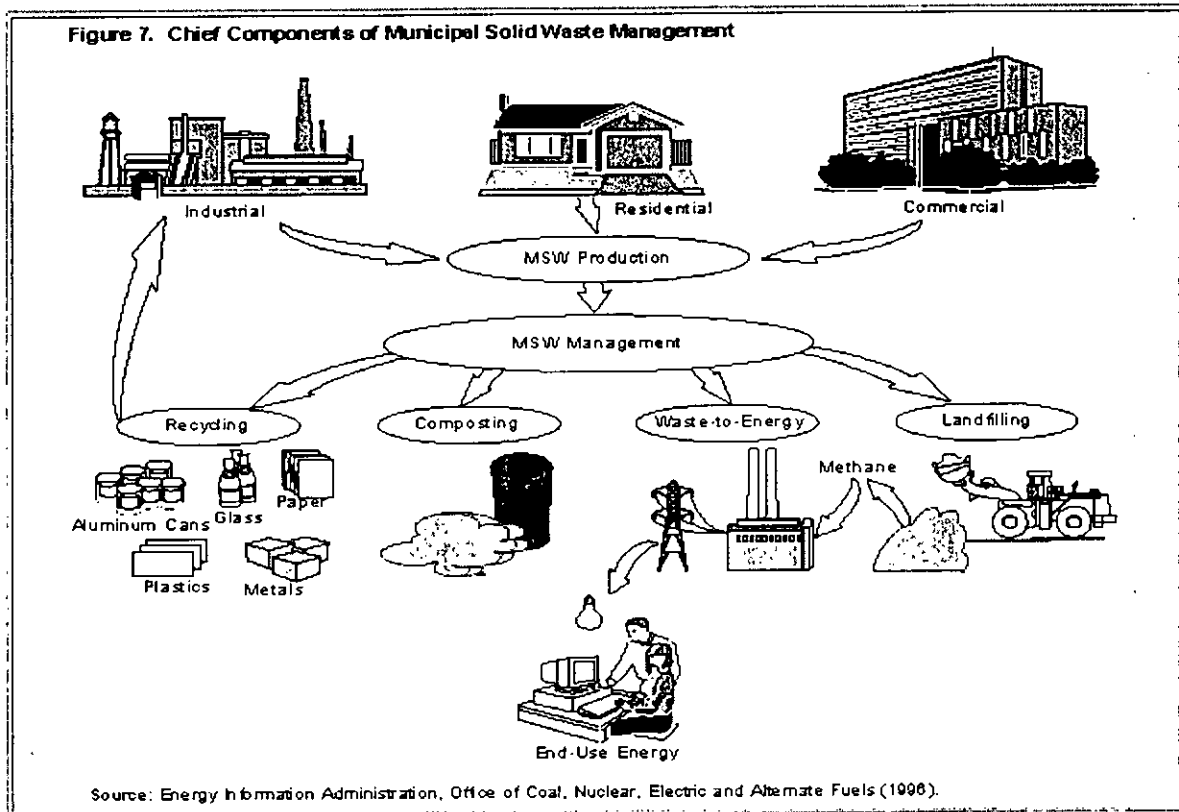 Figure 7. Chief Components of Municipal Solid Waste Management
Industrial
Residential
Commercial
MSW Production
MSW Management
Recycling
Composting
Waste-to-Energy
Landfilling
Methane
Paper
Glass
Aluminum Cans
Plastics
Metals
End-Use Energy
Source: Energy Information Administration, Office of Coal, Nuclear, Electric and Alternate Fuels (1996).